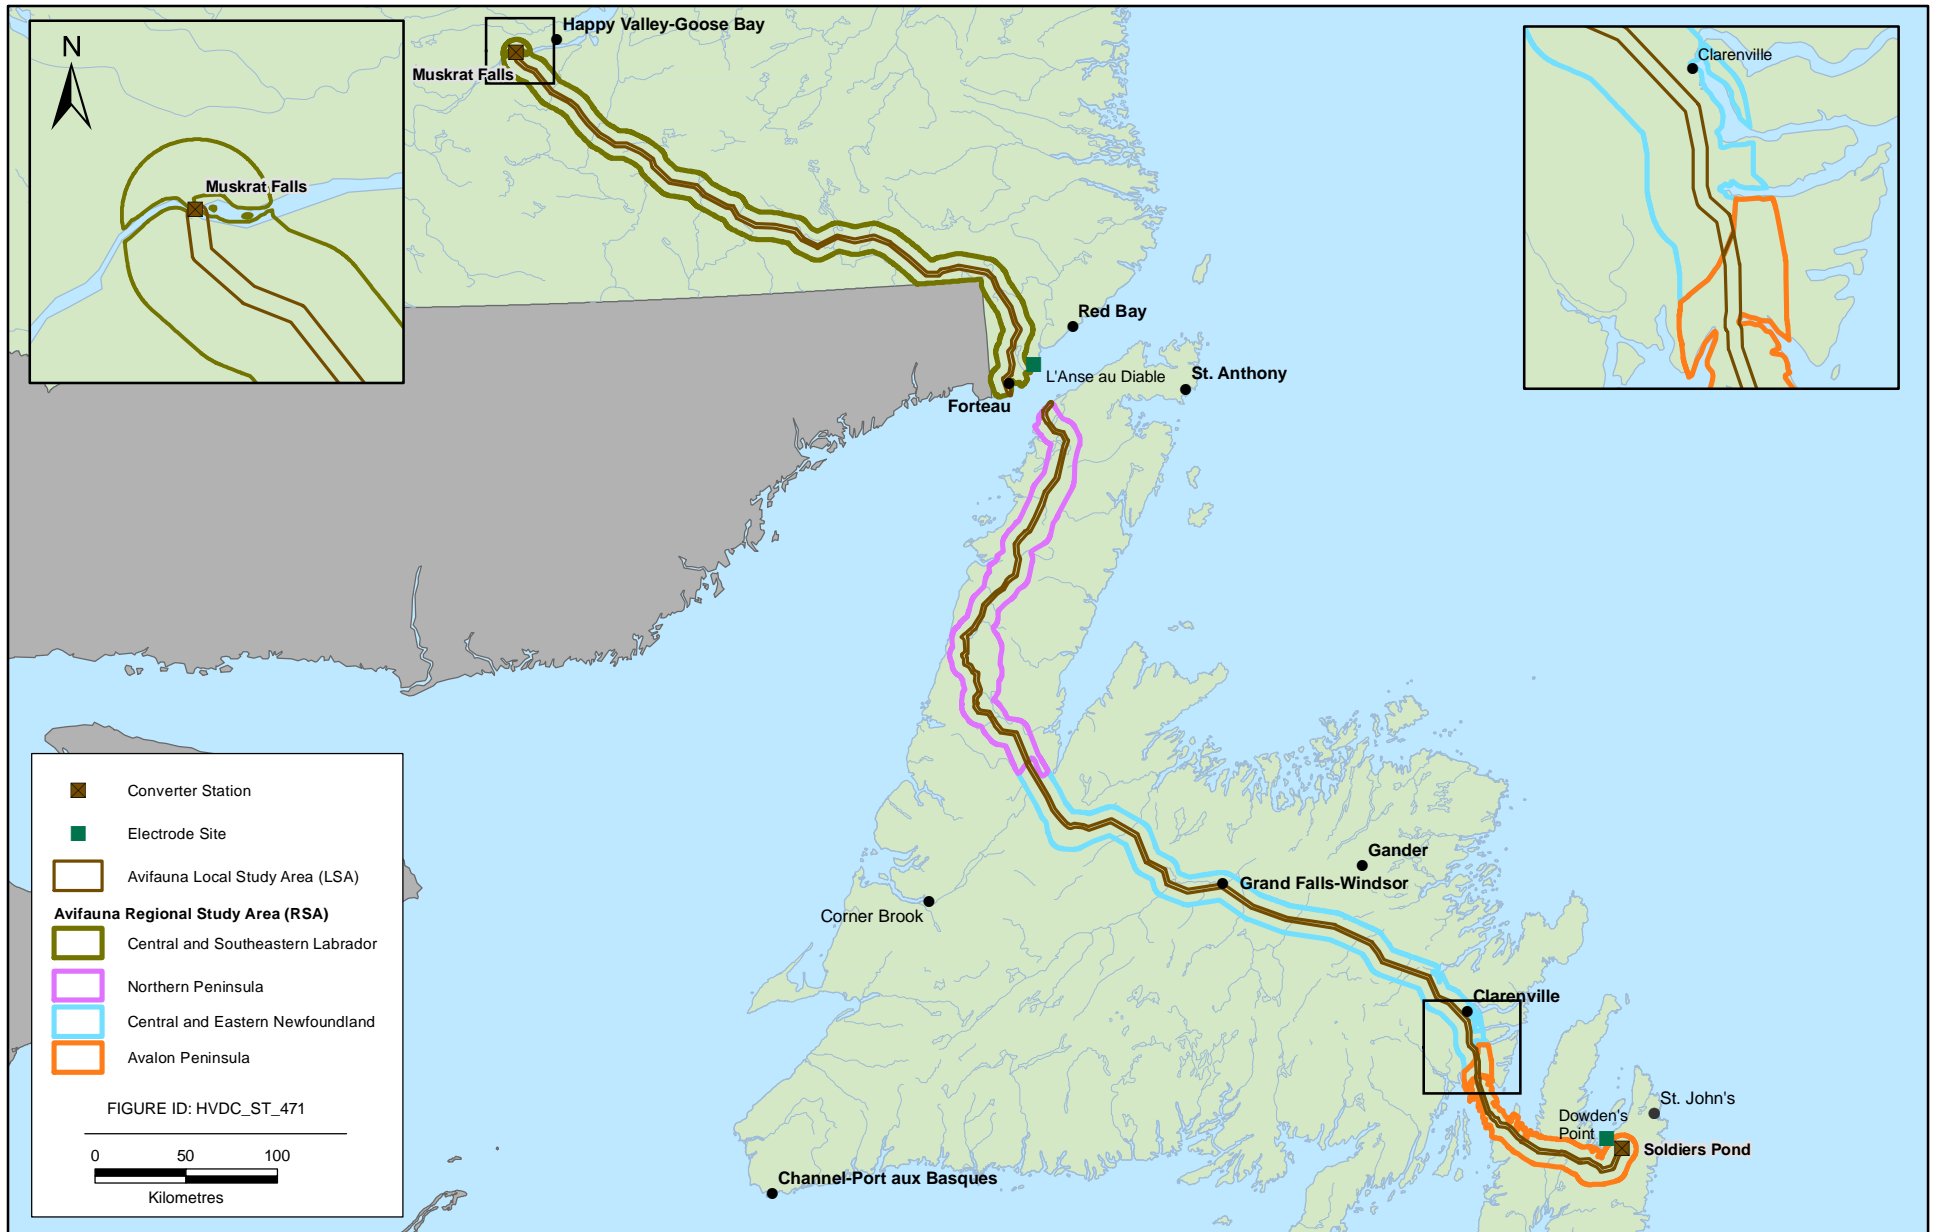 N
Muskrat Falls
Happy Valley-Goose Bay
Muskrat Falls
Clarenville
Red Bay
L'Anse au Diable
St. Anthony
Forteau
Gander
Grand Falls-Windsor
Corner Brook
Clarenville
St. John's
Dowden's
Point
Soldiers Pond
Channel-Port aux Basques
Converter Station
Electrode Site
Avifauna Local Study Area (LSA)
Avifauna Regional Study Area (RSA)
Central and Southeastern Labrador
Northern Peninsula
Central and Eastern Newfoundland
Avalon Peninsula
FIGURE ID: HVDC_ST_471
0 50 100
Kilometres